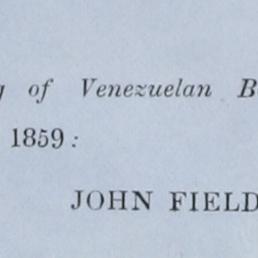 of Venezuelan B
1859:
JOHN FIELD